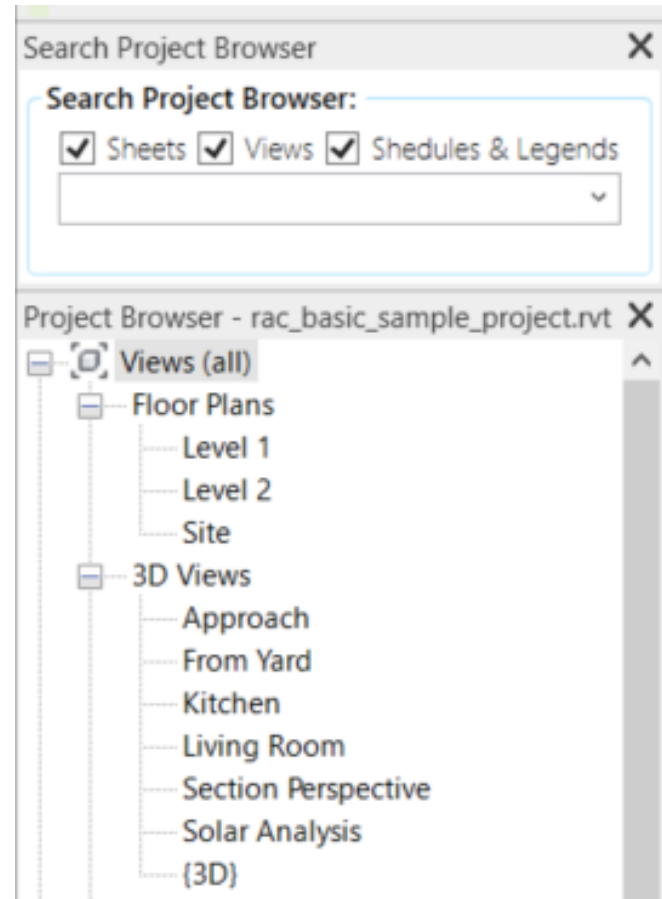 Search Project Browser
Search Project Browser:
Sheets Views Shedules & Legends
Project Browser - rac_basic_sample_project.rvt
Views (all)
Floor Plans
Level 1
Level 2
Site
3D Views
Approach
From Yard
Kitchen
Living Room
Section Perspective
Solar Analysis
{3D}